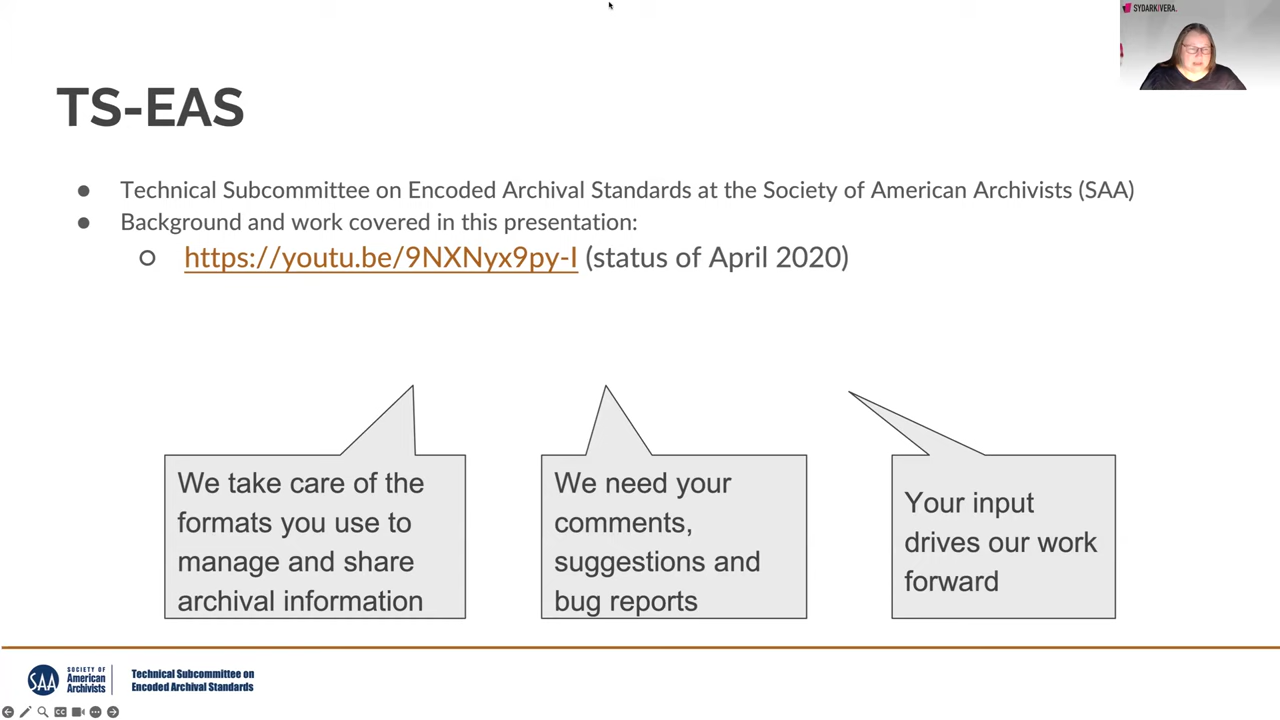 SYDARKIVERA.
TS-EAS
● Technical Subcommittee on Encoded Archival Standards at the Society of American Archivists (SAA)
● Background and work covered in this presentation:
○ https://youtu.be/9NXNyx9py-I (status of April 2020)
We take care of the
formats you use to
manage and share
archival information
We need your
comments,
suggestions and
bug reports
Your input
drives our work
forward
SAA
SOCIETY OF
American
Archivists
Technical Subcommittee on
Encoded Archival Standards
CC